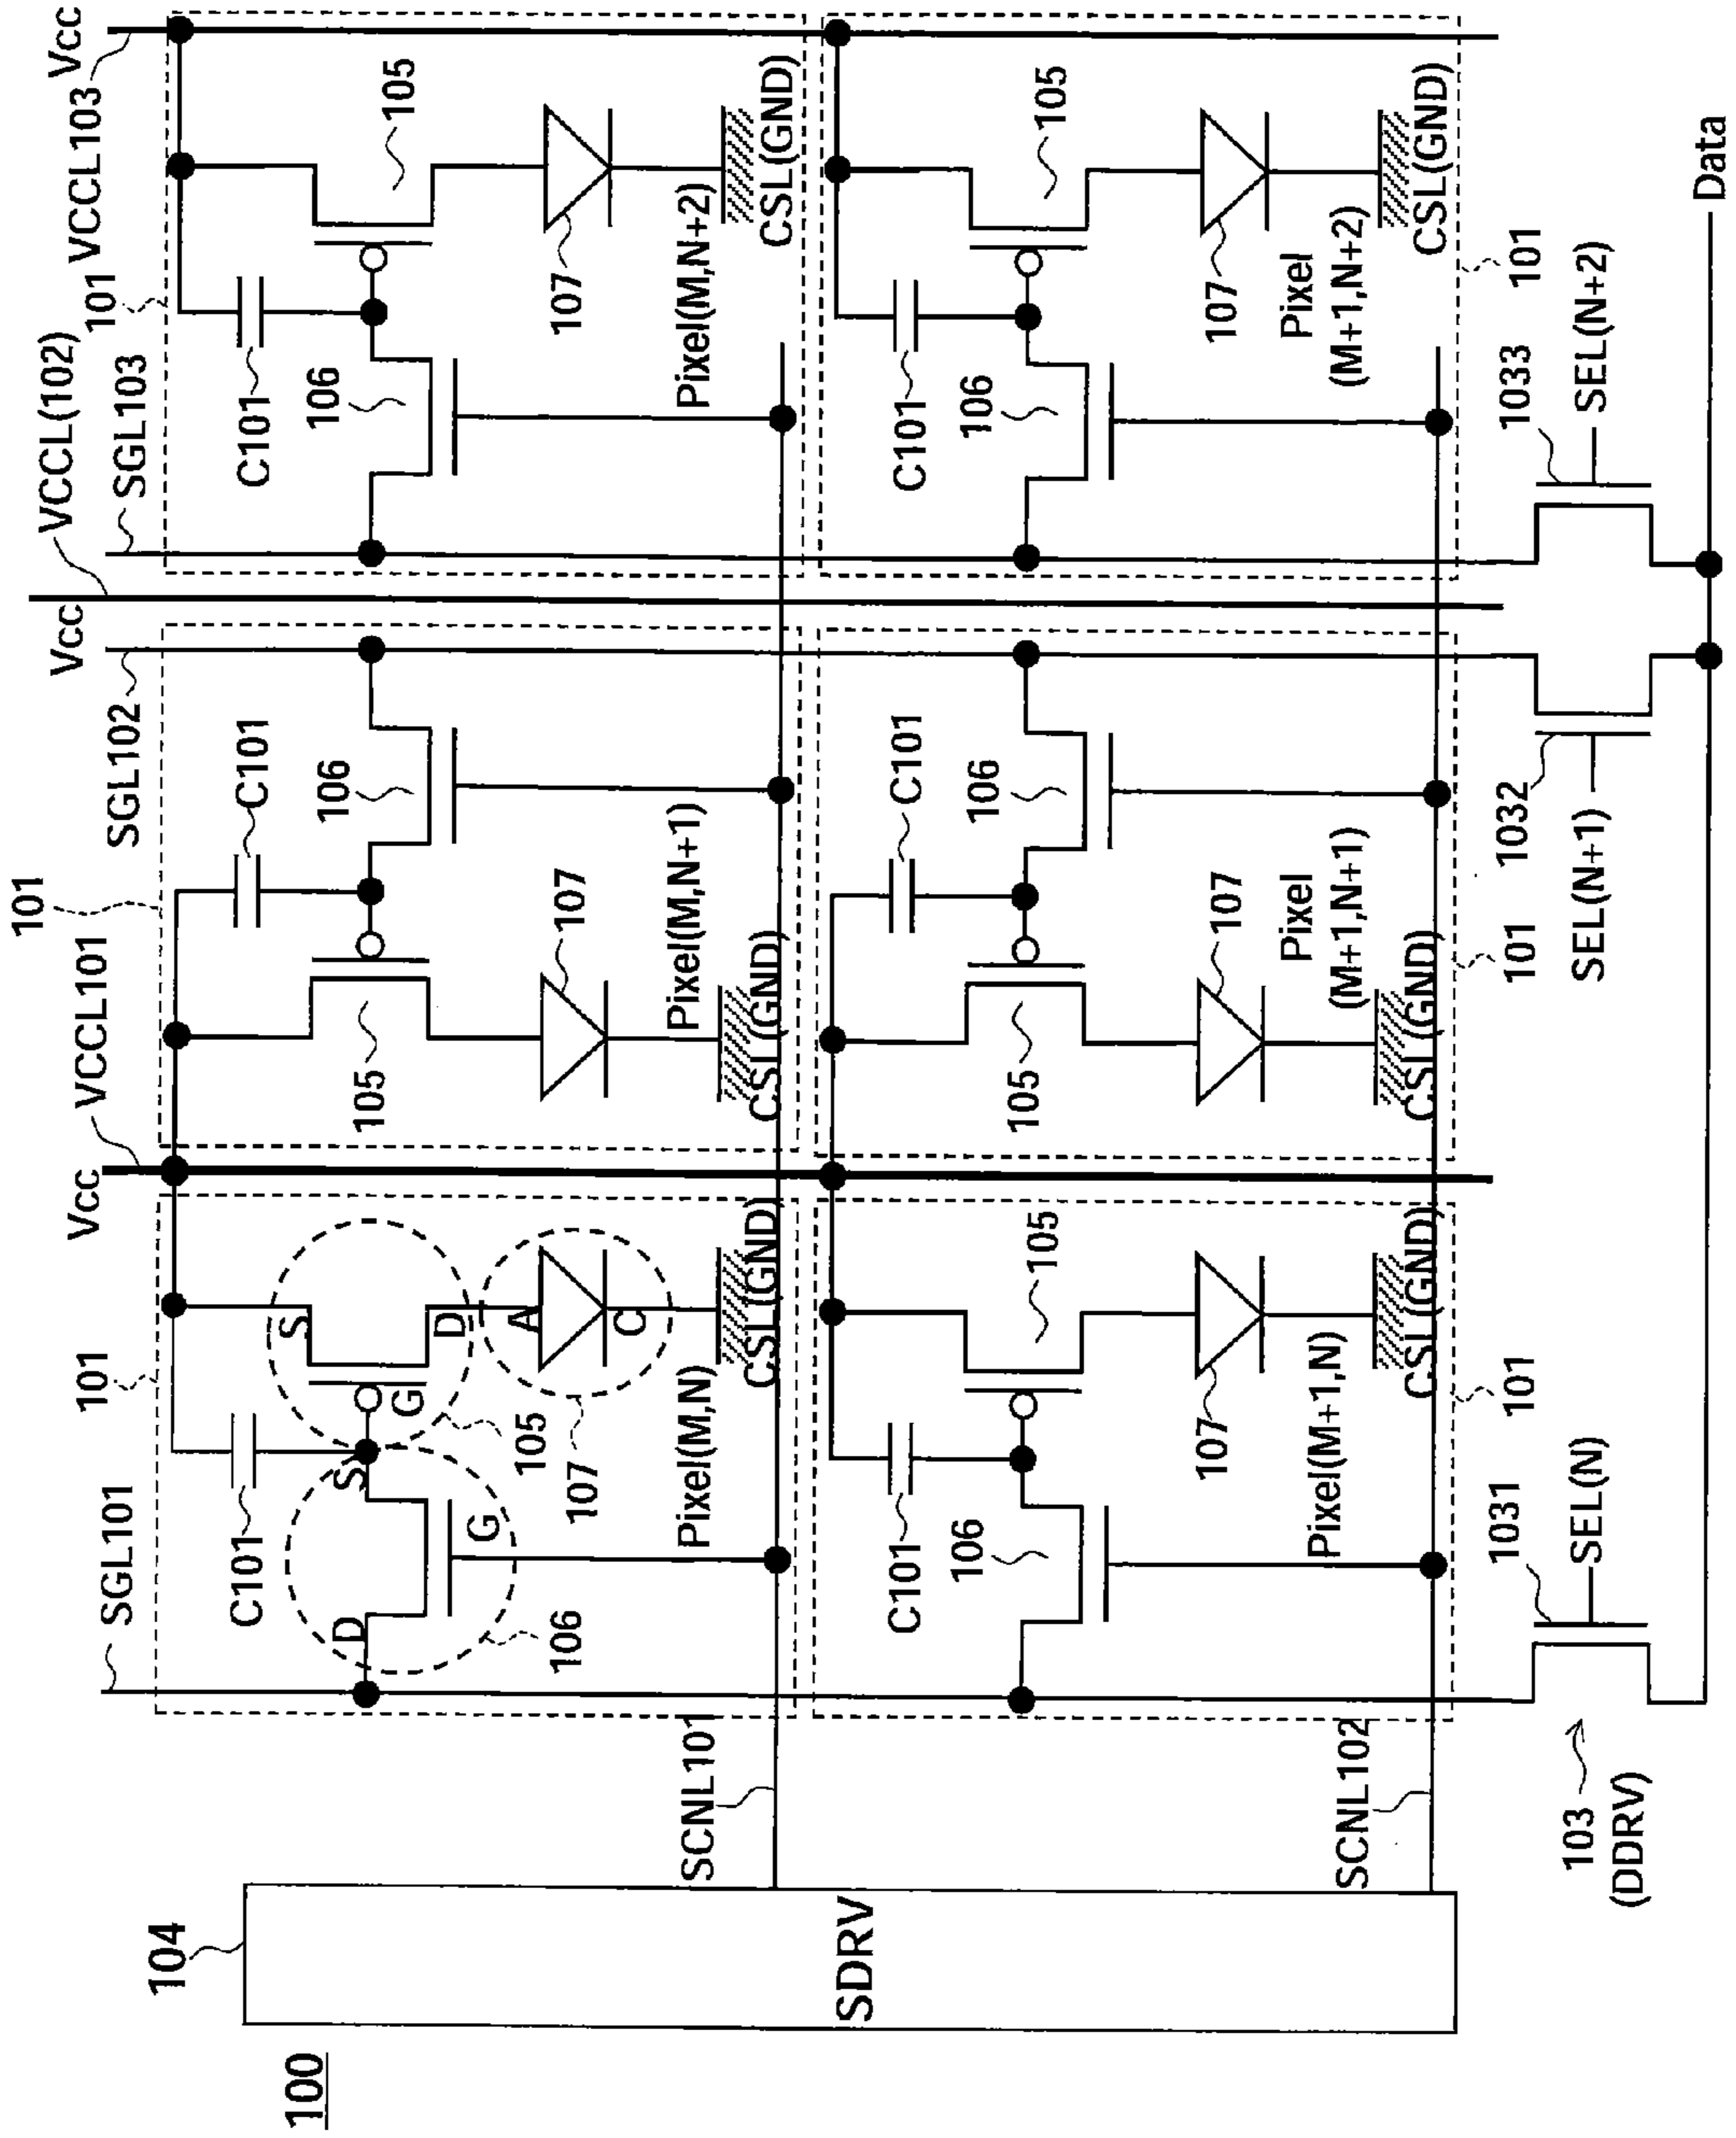 100
104
SDRV
SCNL101
SCNL102
103
(DDRV)
SGL101
101
Vcc
VCCL101
101
SGL102
Vcc
VCCL(102)
SGL103
101
VCCL103
Vcc
C101
D
S
G
106
S
G
D
105
A
C
107
Pixel(M,N)
CSL(GND)
C101
106
105
107
Pixel(M,N+1)
CSL(GND)
C101
106
105
107
Pixel(M,N+2)
CSL(GND)
C101
106
105
107
Pixel(M+1,N)
CSL(GND)
101
C101
106
105
107
Pixel
(M+1,N+1)
CSL(GND)
101
C101
106
105
107
Pixel
(M+1,N+2)
CSL(GND)
101
1031
SEL(N)
1032
SEL(N+1)
1033
SEL(N+2)
Data